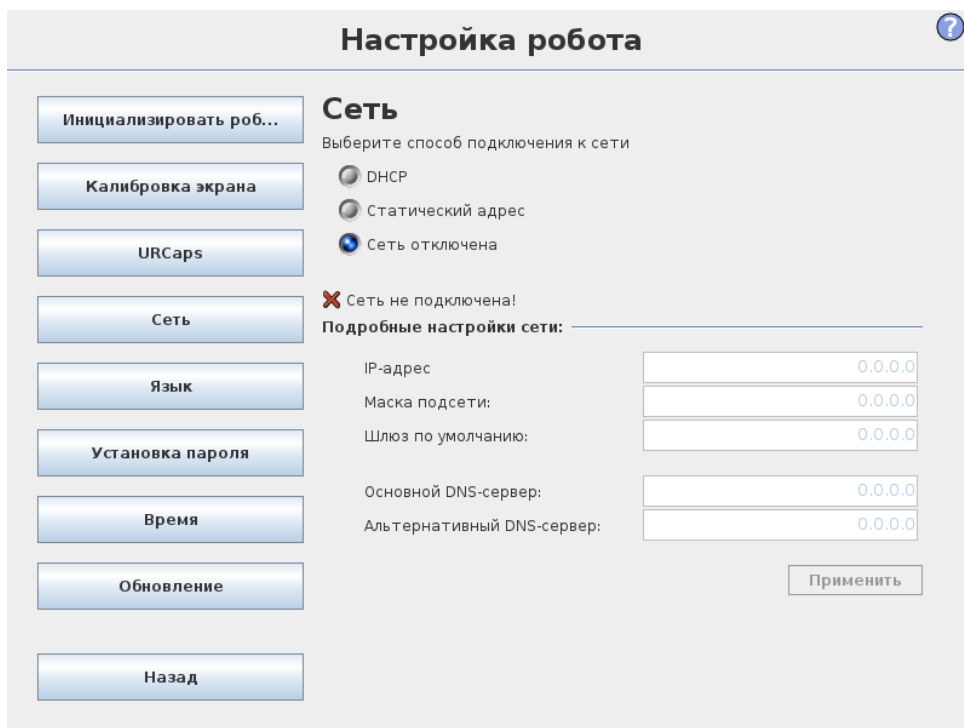 Настройка робота
?
Инициализировать роб...
Калибровка экрана
URCaps
Сеть
Язык
Установка пароля
Время
Обновление
Назад
Сеть
Выберите способ подключения к сети
DHCP
Статический адрес
Сеть отключена
Сеть не подключена!
Подробные настройки сети:
IP-адрес 0.0.0.0
Маска подсети: 0.0.0.0
Шлюз по умолчанию: 0.0.0.0
Основной DNS-сервер: 0.0.0.0
Альтернативный DNS-сервер: 0.0.0.0
Применить